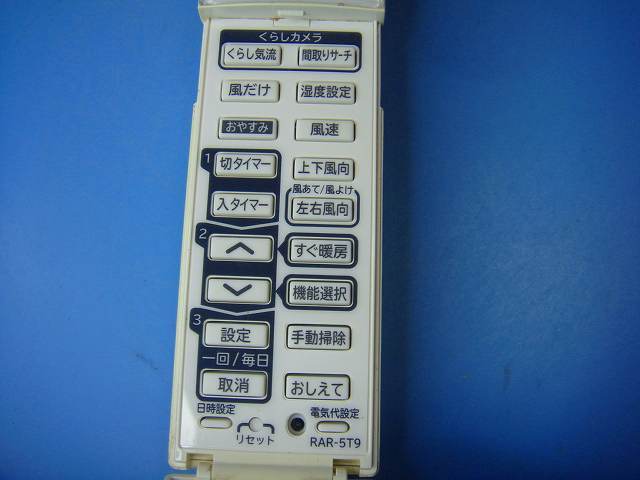 くらしカメラ
くらし気流 間取りサーチ
風だけ 湿度設定
おやすみ 風速
1 切タイマー 上下風向
風あて/風よけ
入タイマー 左右風向
2 すぐ暖房
機能選択
3 設定 手動掃除
一回/毎日
取消 おしえて
日時設定 電気代設定
リセット RAR-5T9